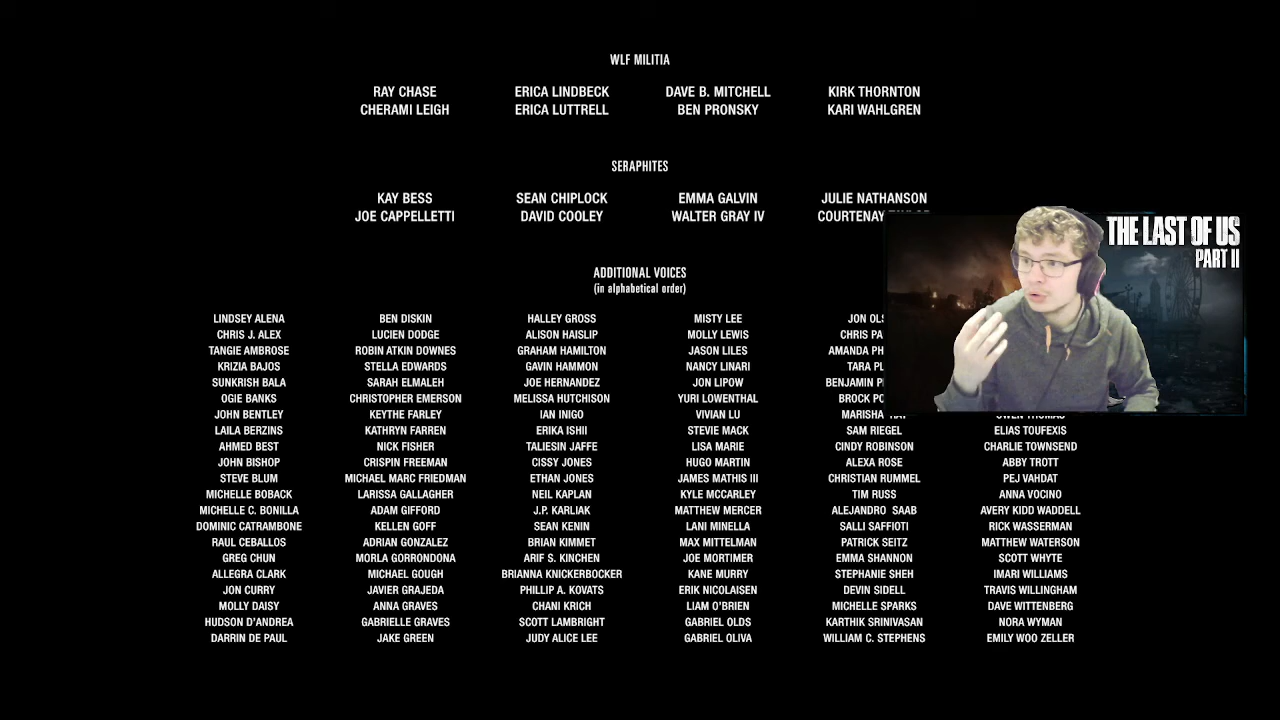 WLF MILITIA
RAY CHASE ERICA LINDBECK DAVE B. MITCHELL KIRK THORNTON
CHERAMI LEIGH ERICA LUTTRELL BEN PRONSKY KARI WAHLGREN
SERAPHITES
KAY BESS SEAN CHIPLOCK EMMA GALVIN JULIE NATHANSON
JOE CAPPELLETTI DAVID COOLEY WALTER GRAY IV COURTENAY
THE LAST OF US
PART II
ADDITIONAL VOICES
(in alphabetical order)
LINDSEY ALENA BEN DISKIN HALLEY GROSS MISTY LEE JON
CHRIS J. ALEX LUCIEN DODGE ALISON HAISLIP MOLLY LEWIS CHRIS
TANGIE AMBROSE ROBIN ATKIN DOWNES GRAHAM HAMILTON JASON LILES AMANDA
KRIZIA BAJOS STELLA EDWARDS GAVIN HAMMON NANCY LINARI TARA
SUNKRISH BALA SARAH ELMALEH JOE HERNANDEZ JON LIPOW BENJAMIN
OGIE BANKS CHRISTOPHER EMERSON MELISSA HUTCHISON YURI LOWENTHAL BROCK
JOHN BENTLEY KEYTHE FARLEY IAN INIGO VIVIAN LU MARISHA
LAILA BERZINS KATHRYN FARREN ERIKA ISHII STEVIE MACK SAM RIEGEL ELIAS TOUFEXIS
AHMED BEST NICK FISHER TALIESIN JAFFE LISA MARIE CINDY ROBINSON CHARLIE TOWNSEND
JOHN BISHOP CRISPIN FREEMAN CISSY JONES HUGO MARTIN ALEXA ROSE ABBY TROTT
STEVE BLUM MICHAEL MARC FRIEDMAN ETHAN JONES JAMES MATHIS III CHRISTIAN RUMMEL PEJ VAHDAT
MICHELLE BOBACK LARISSA GALLAGHER NEIL KAPLAN KYLE MCCARLEY TIM RUSS ANNA VOCINO
MICHELLE C. BONILLA ADAM GIFFORD J.P. KARLIAK MATTHEW MERCER ALEJANDRO SAAB AVERY KIDD WADDELL
DOMINIC CATRAMBONE KELLEN GOFF SEAN KENIN LANI MINELLA SALLI SAFFIOTI RICK WASSERMAN
RAUL CEBALLOS ADRIAN GONZALEZ BRIAN KIMMET MAX MITTELMAN PATRICK SEITZ MATTHEW WATERSON
GREG CHUN MORLA GORRONDONA ARIF S. KINCHEN JOE MORTIMER EMMA SHANNON SCOTT WHYTE
ALLEGRA CLARK MICHAEL GOUGH BRIANNA KNICKERBOCKER KANE MURRY STEPHANIE SHEH IMARI WILLIAMS
JON CURRY JAVIER GRAJEDA PHILLIP A. KOVATS ERIK NICOLAISEN DEVIN SIDELL TRAVIS WILLINGHAM
MOLLY DAISY ANNA GRAVES CHANI KRICH LIAM O'BRIEN MICHELLE SPARKS DAVE WITTENBERG
HUDSON D'ANDREA GABRIELLE GRAVES SCOTT LAMBRIGHT GABRIEL OLDS KARTHIK SRINIVASAN NORA WYMAN
DARRIN DE PAUL JAKE GREEN JUDY ALICE LEE GABRIEL OLIVA WILLIAM C. STEPHENS EMILY WOO ZELLER